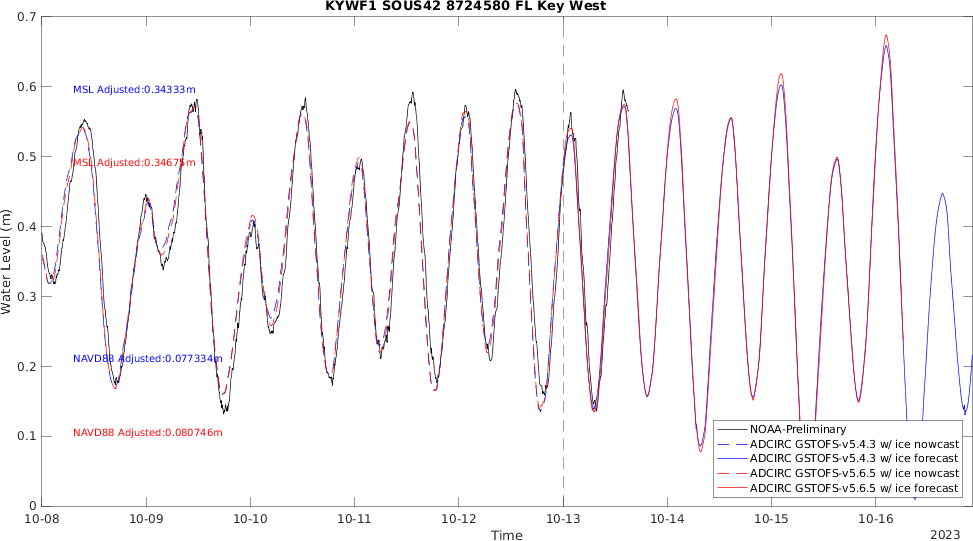 KYWF1 SOUS42 8724580 FL Key West
0.7
0.6
0.5
0.4
0.3
0.2
0.1
0
Water Level (m)
MSL Adjusted:0.34333m
MSL Adjusted:0.34675m
NAVD88 Adjusted:0.077334m
NAVD88 Adjusted:0.080746m
NOAA-Preliminary
ADCIRC GSTOFS-v5.4.3 w/ ice nowcast
ADCIRC GSTOFS-v5.4.3 w/ ice forecast
ADCIRC GSTOFS-v5.6.5 w/ ice nowcast
ADCIRC GSTOFS-v5.6.5 w/ ice forecast
10-08 10-09 10-10 10-11 10-12 10-13 10-14 10-15 10-16
Time
2023